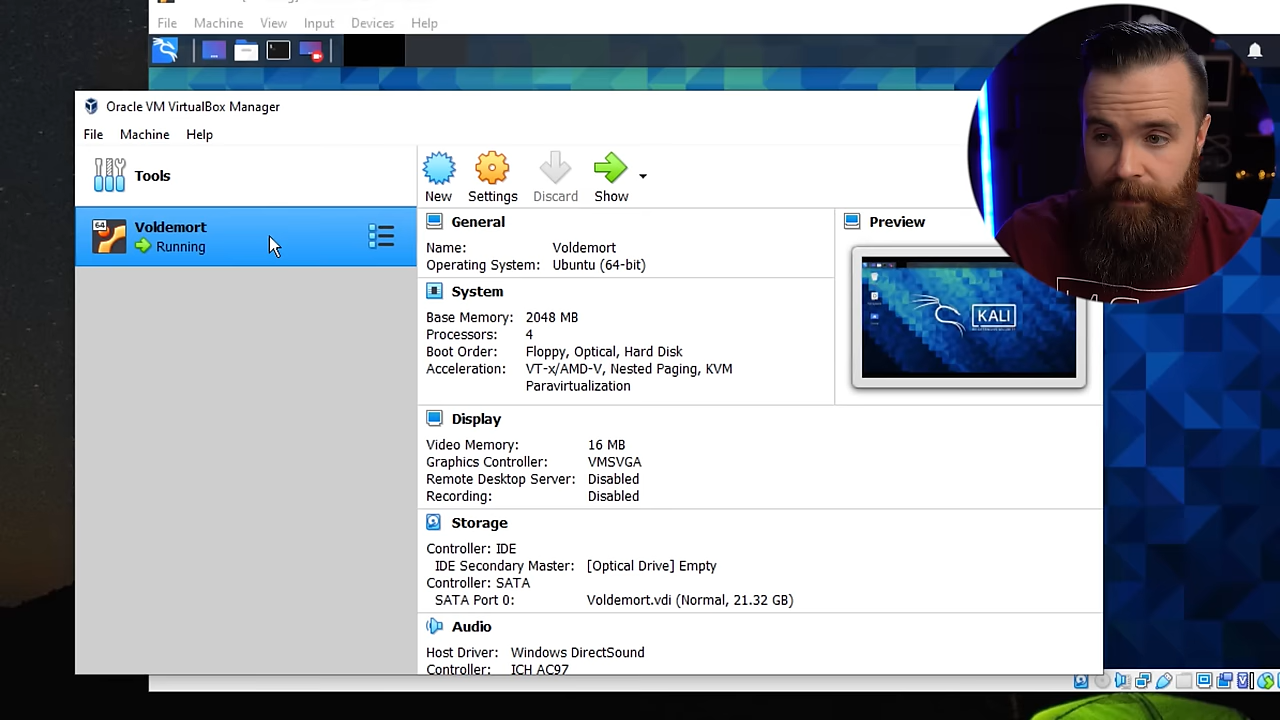 File Machine View Input Devices Help
Oracle VM VirtualBox Manager
File Machine Help
Tools
New Settings Discard Show
64
Voldemort
Running
General
Name: Voldemort
Operating System: Ubuntu (64-bit)
System
Base Memory: 2048 MB
Processors: 4
Boot Order: Floppy, Optical, Hard Disk
Acceleration: VT-x/AMD-V, Nested Paging, KVM
Paravirtualization
Preview
KALI
Display
Video Memory: 16 MB
Graphics Controller: VMSVGA
Remote Desktop Server: Disabled
Recording: Disabled
Storage
Controller: IDE
IDE Secondary Master: [Optical Drive] Empty
Controller: SATA
SATA Port 0: Voldemort.vdi (Normal, 21.32 GB)
Audio
Host Driver: Windows DirectSound
Controller: ICH AC97